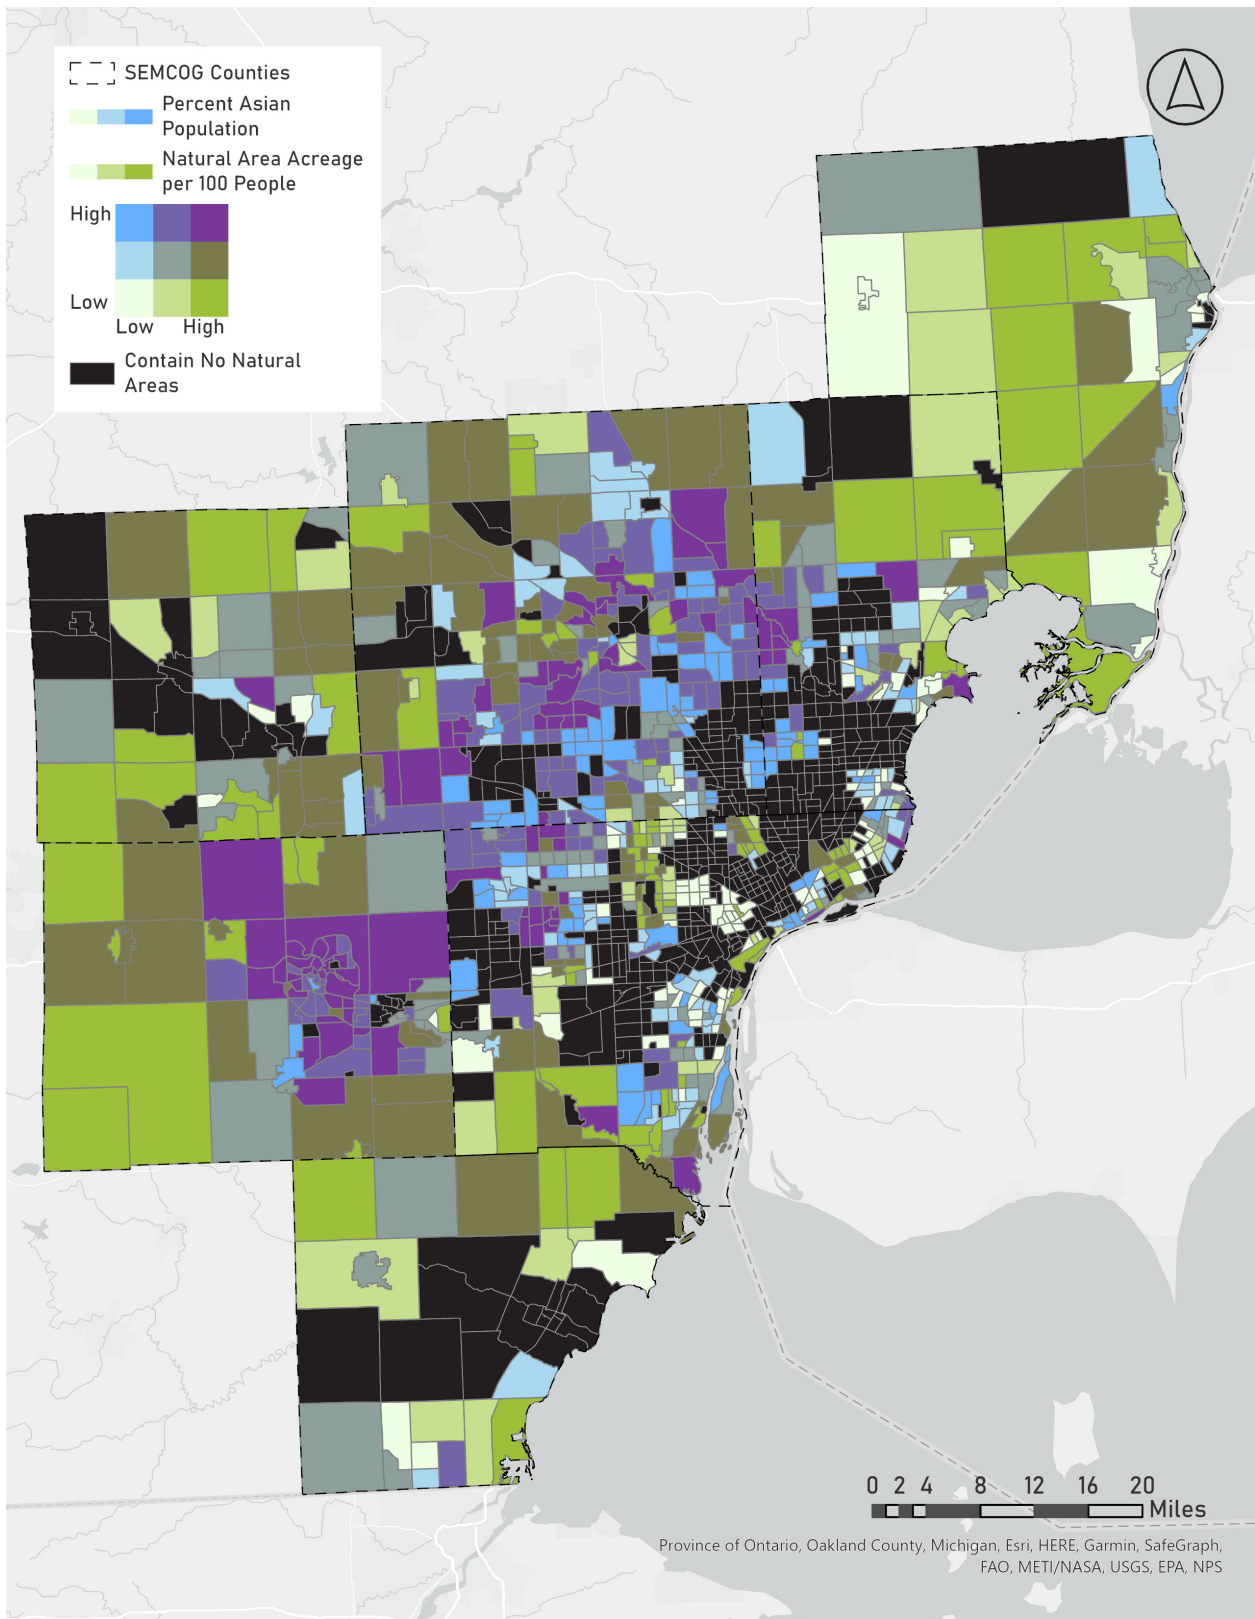 SEMCOG Counties
Percent Asian
Population
Natural Area Acreage
per 100 People
High
Low
Low High
Contain No Natural
Areas
0 2 4 8 12 16 20
Miles
Province of Ontario, Oakland County, Michigan, Esri, HERE, Garmin, SafeGraph,
FAO, METI/NASA, USGS, EPA, NPS